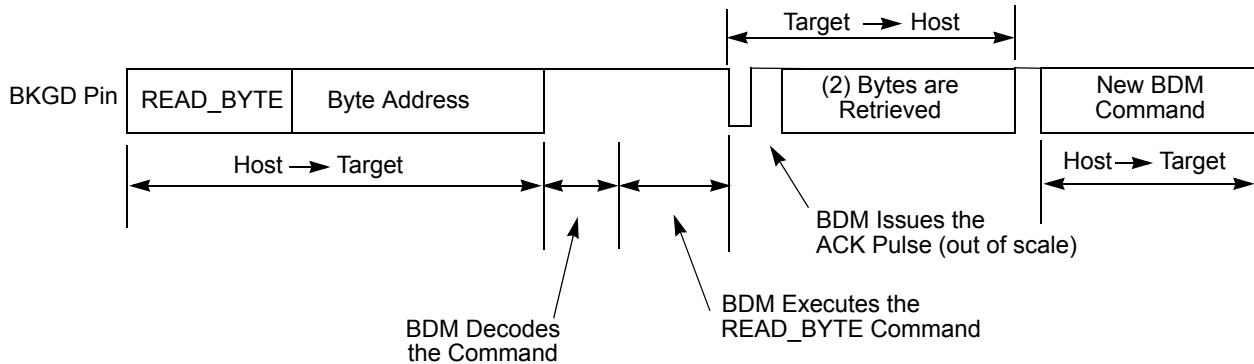 Target → Host
BKGD Pin
READ_BYTE
Byte Address
(2) Bytes are
Retrieved
New BDM
Command
Host → Target
Host → Target
BDM Issues the
ACK Pulse (out of scale)
BDM Decodes
the Command
BDM Executes the
READ_BYTE Command